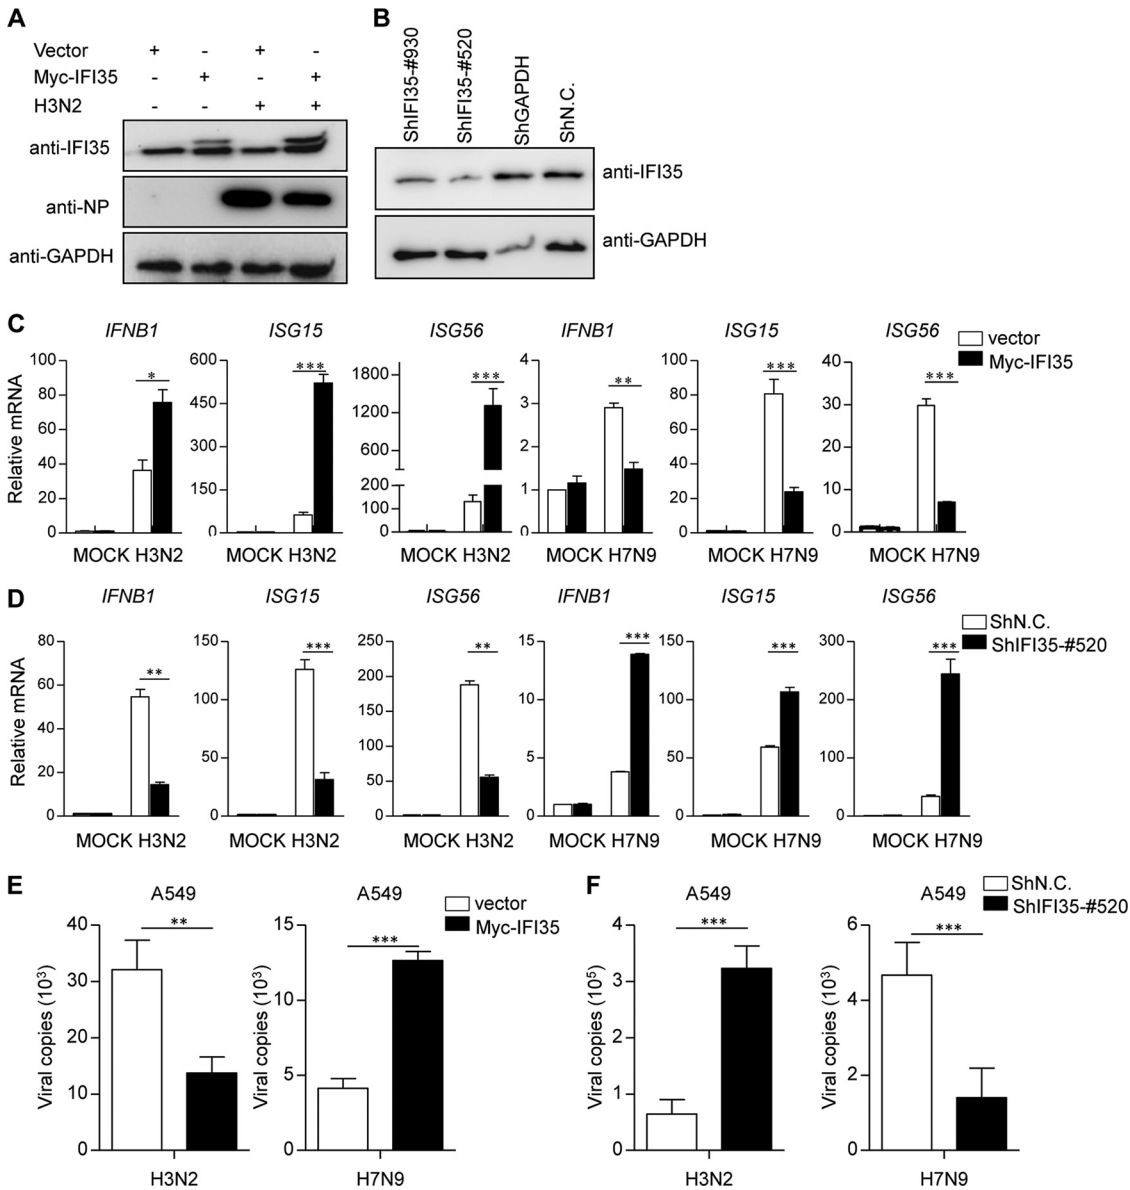 A
Vector + - + -
Myc-IFI35 - + - +
H3N2 - - + +
anti-IFI35
anti-NP
anti-GAPDH
B
ShIFI35-#930 ShIFI35-#520 ShGAPDH ShN.C.
anti-IFI35
anti-GAPDH
C
IFNB1 ISG15 ISG56 IFNB1 ISG15 ISG56
vector
Myc-IFI35
Relative mRNA
100 80 60 40 20 0
*
MOCK H3N2
600 450 300 150 0
***
MOCK H3N2
1800 1200 600 200 100 0
***
MOCK H3N2
4 3 2 1 0
**
MOCK H7N9
100 80 60 40 20 0
***
MOCK H7N9
40 30 20 10 0
***
MOCK H7N9
D
IFNB1 ISG15 ISG56 IFNB1 ISG15 ISG56
ShN.C.
ShIFI35-#520
Relative mRNA
80 60 40 20 0
**
MOCK H3N2
150 100 50 0
***
MOCK H3N2
250 200 150 100 50 0
**
MOCK H3N2
15 10 5 0
***
MOCK H7N9
150 100 50 0
***
MOCK H7N9
300 200 100 0
***
MOCK H7N9
E
A549
Viral copies (10³)
40 30 20 10 0
**
H3N2
A549
vector
Myc-IFI35
Viral copies (10³)
15 10 5 0
***
H7N9
F
A549
Viral copies (10⁵)
4 3 2 1 0
***
H3N2
A549
ShN.C.
ShIFI35-#520
Viral copies (10³)
6 4 2 0
***
H7N9